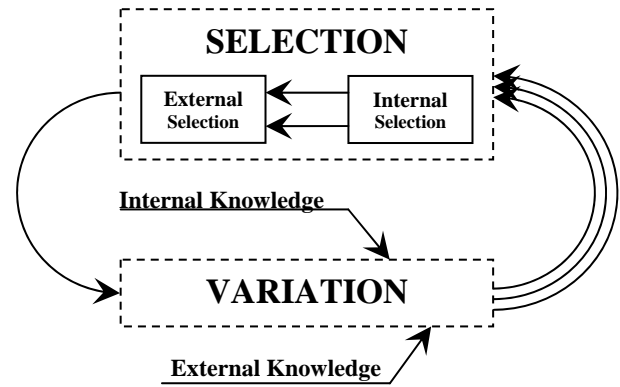 SELECTION
External
Selection
Internal
Selection
Internal Knowledge
VARIATION
External Knowledge